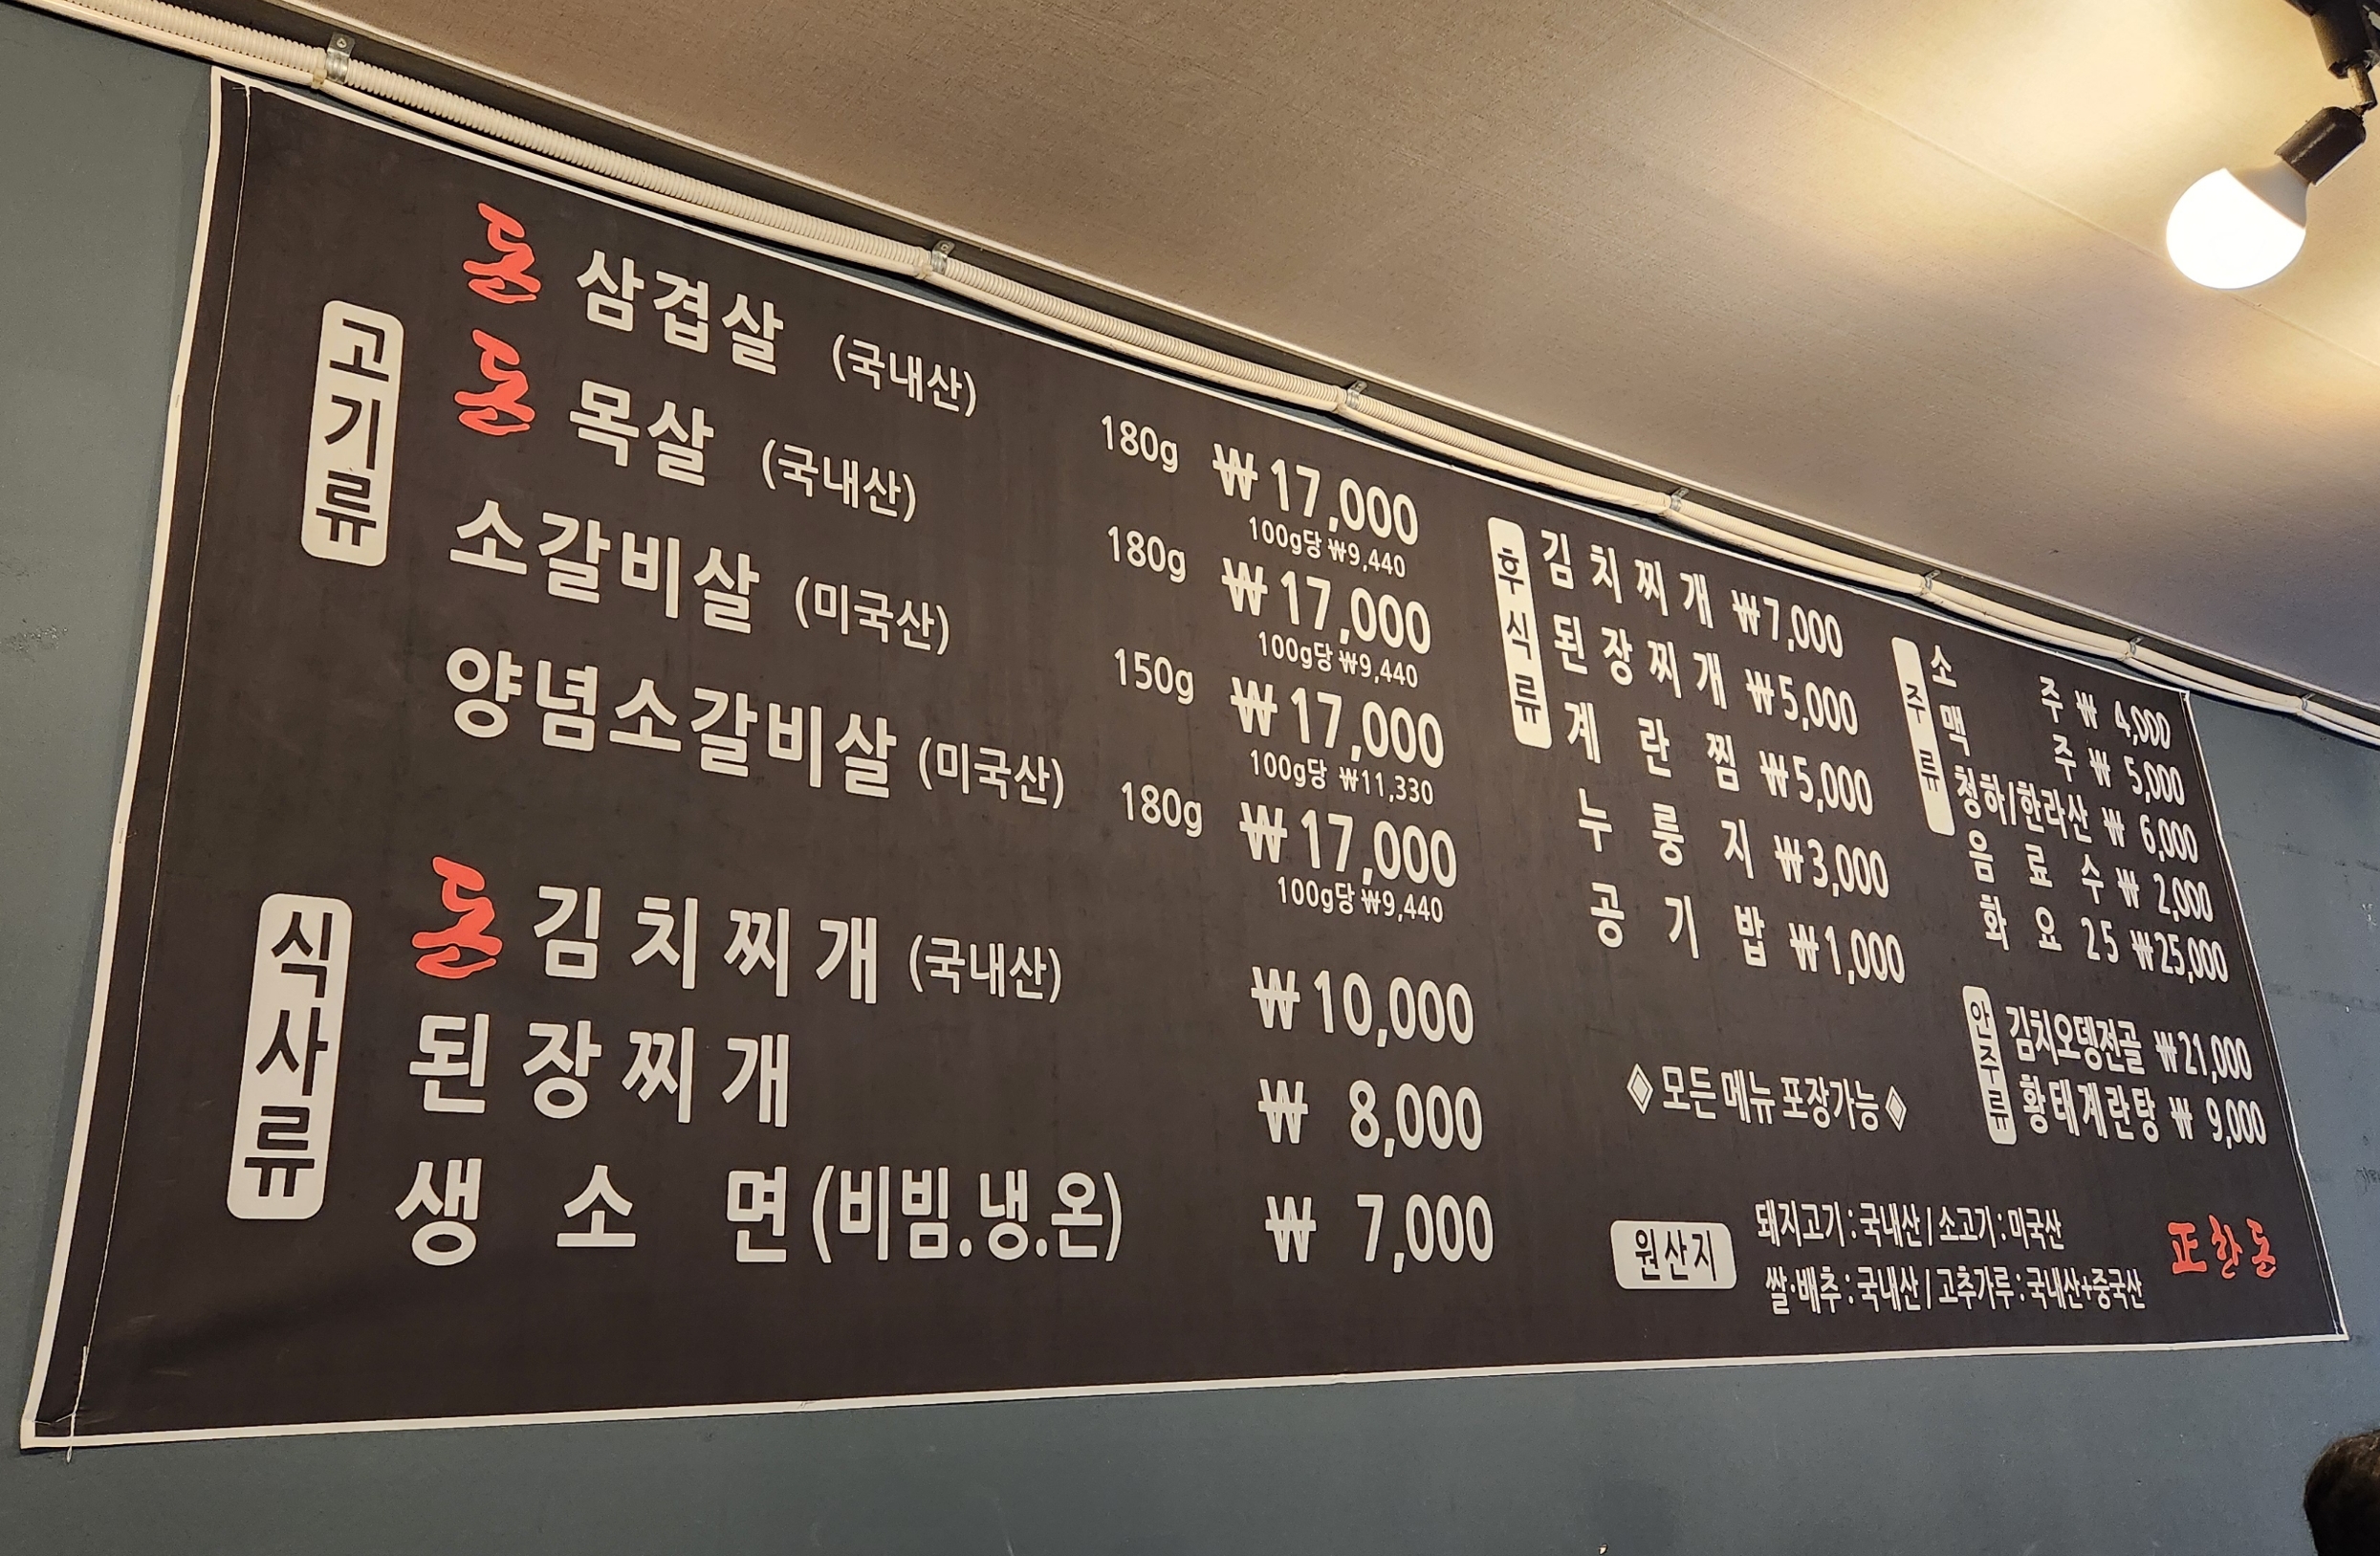 고기류
돈 삼겹살 (국내산) 180g ₩17,000
100g당 ₩9,440
돈 목살 (국내산) 180g ₩17,000
100g당 ₩9,440
소갈비살 (미국산) 150g ₩17,000
100g당 ₩11,330
양념소갈비살 (미국산) 180g ₩17,000
100g당 ₩9,440
식사류
돈 김치찌개 (국내산) ₩10,000
된장찌개 ₩8,000
생소면 (비빔.냉.온) ₩7,000
후식류
김치찌개 ₩7,000
된장찌개 ₩5,000
계란찜 ₩5,000
누룽지 ₩3,000
공기밥 ₩1,000
◈ 모든 메뉴 포장가능 ◈
주류
소주 ₩4,000
맥주 ₩5,000
청하/한라산 ₩6,000
음료수 ₩2,000
화요25 ₩25,000
안주류
김치오뎅전골 ₩21,000
황태계란탕 ₩9,000
원산지
돼지고기 : 국내산 / 소고기 : 미국산
쌀·배추 : 국내산 / 고추가루 : 국내산+중국산
正한돈